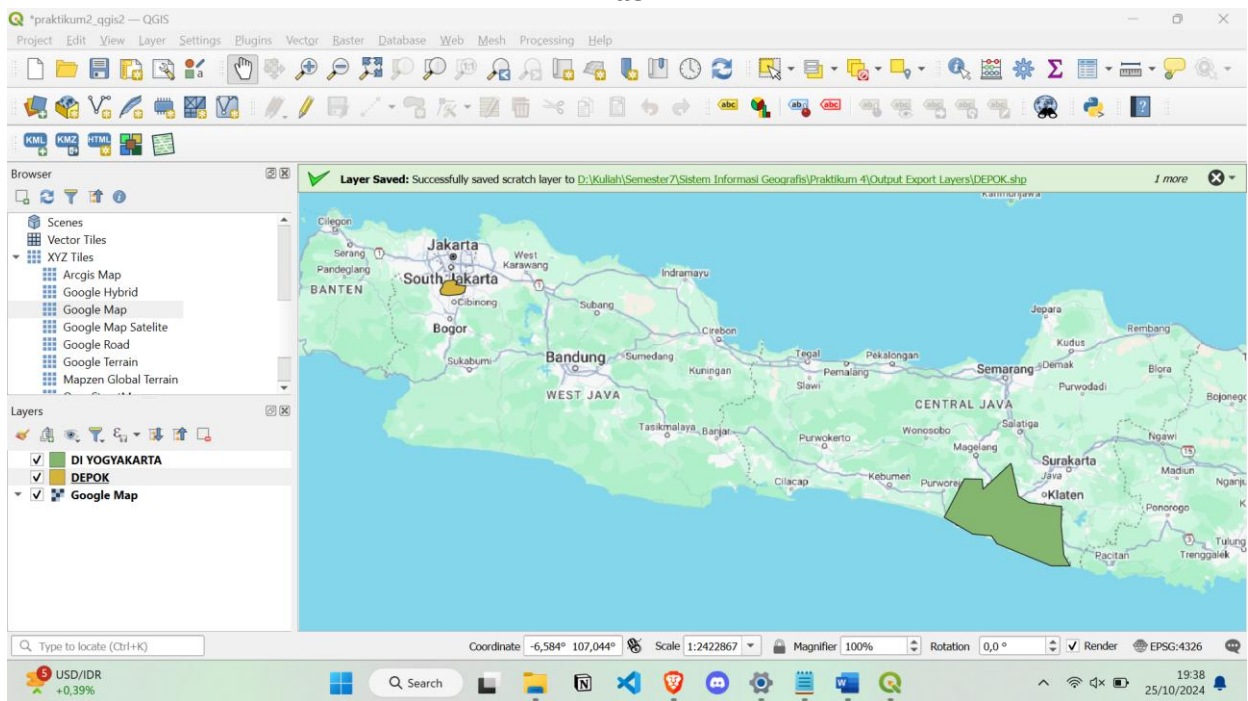 *praktikum2_qgis2 — QGIS
Project Edit View Layer Settings Plugins Vector Raster Database Web Mesh Processing Help
KML KMZ HTML
Browser
Layer Saved: Successfully saved scratch layer to D:\Kuliah\Semester7\Sistem Informasi Geografis\Praktikum 4\Output Export Layers\DEPOK.shp 1 more
Scenes
Vector Tiles
XYZ Tiles
Arcgis Map
Google Hybrid
Google Map
Google Map Satelite
Google Road
Google Terrain
Mapzen Global Terrain
Layers
DI YOGYAKARTA
DEPOK
Google Map
Cilegon
Serang
Jakarta
West Karawang
Pandeglang
South Jakarta
BANTEN
Cibinong
Subang
Indramayu
Bogor
Cirebon
Sukabumi
Bandung
Sumedang
Kuningan
WEST JAVA
Tegal
Pemalang
Pekalongan
Slawi
Semarang
Demak
Jepara
Kudus
Rembang
Blora
Purwodadi
CENTRAL JAVA
Tasikmalaya
Banjar
Purwokerto
Wonosobo
Salatiga
Magelang
Ngawi
Surakarta
Java
Madiun
Cilacap
Kebumen
Klaten
Ponorogo
Pacitan
Trenggalek
Type to locate (Ctrl+K)
Coordinate -6,584° 107,044° Scale 1:2422867 Magnifier 100% Rotation 0,0 ° Render EPSG:4326
5 USD/IDR
+0,39%
Search
19:38
25/10/2024